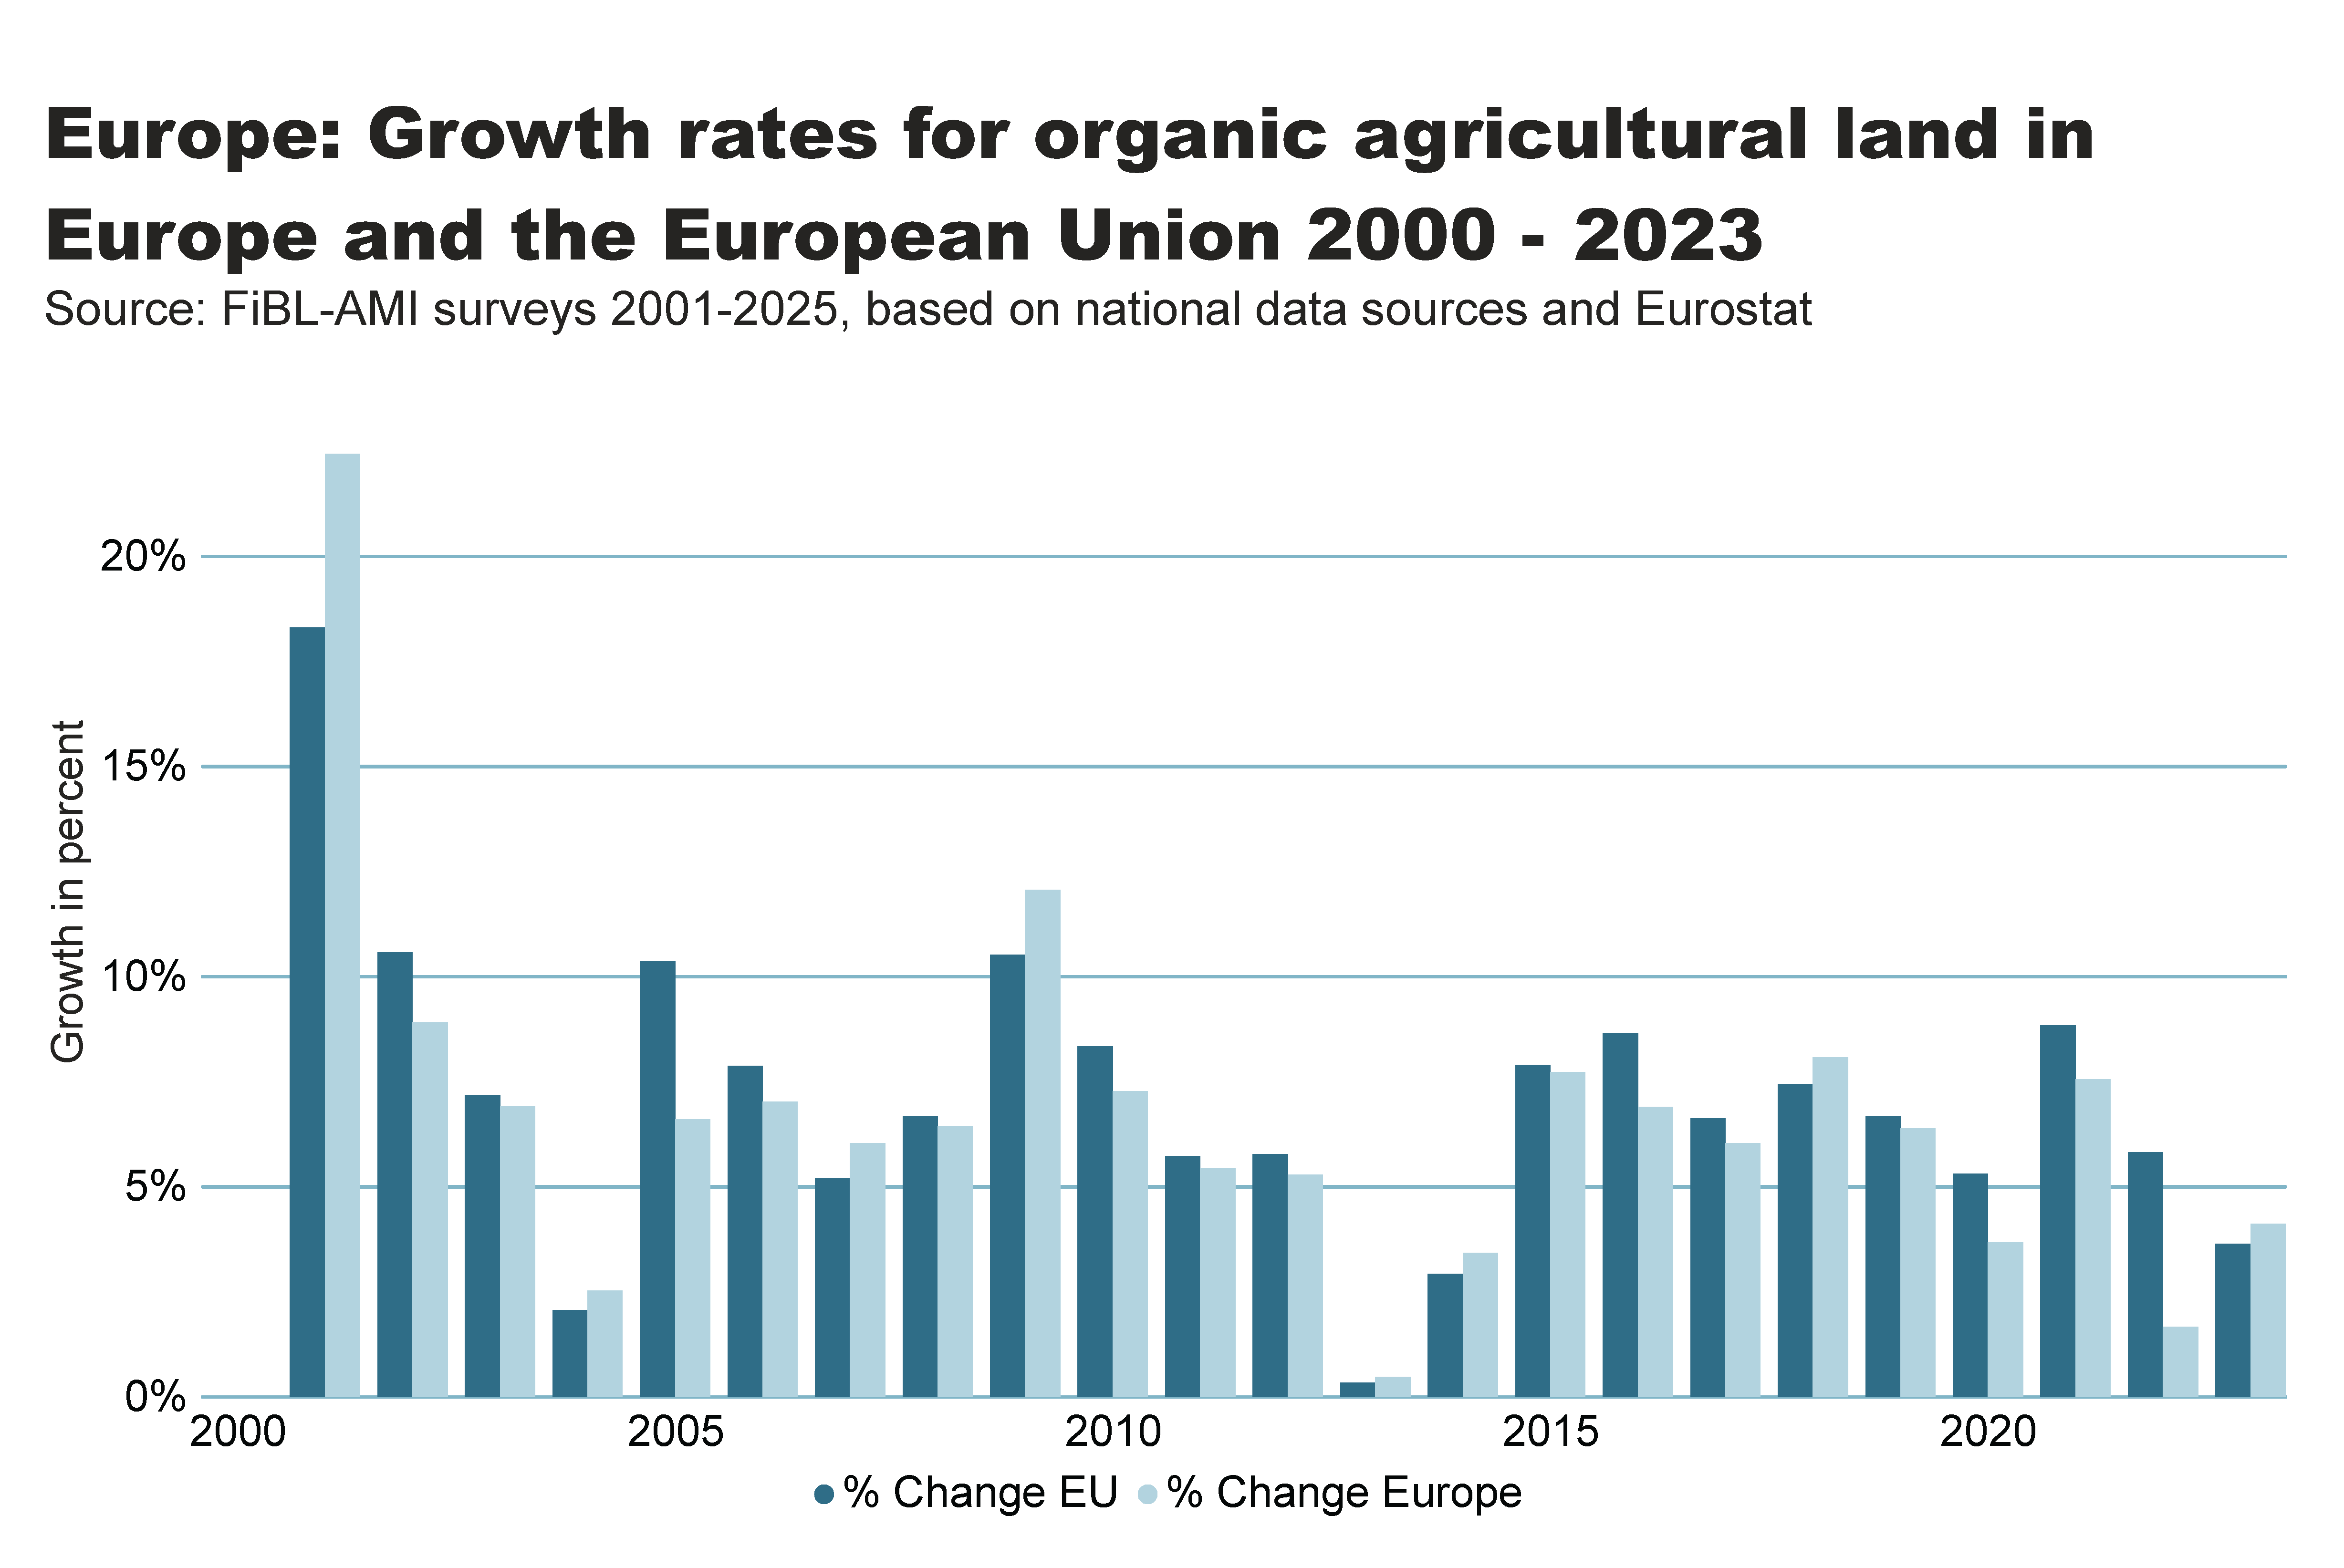 Europe: Growth rates for organic agricultural land in
Europe and the European Union 2000 - 2023
Source: FiBL-AMI surveys 2001-2025, based on national data sources and Eurostat
Growth in percent
20%
15%
10%
5%
0%
2000 2005 2010 2015 2020
% Change EU % Change Europe